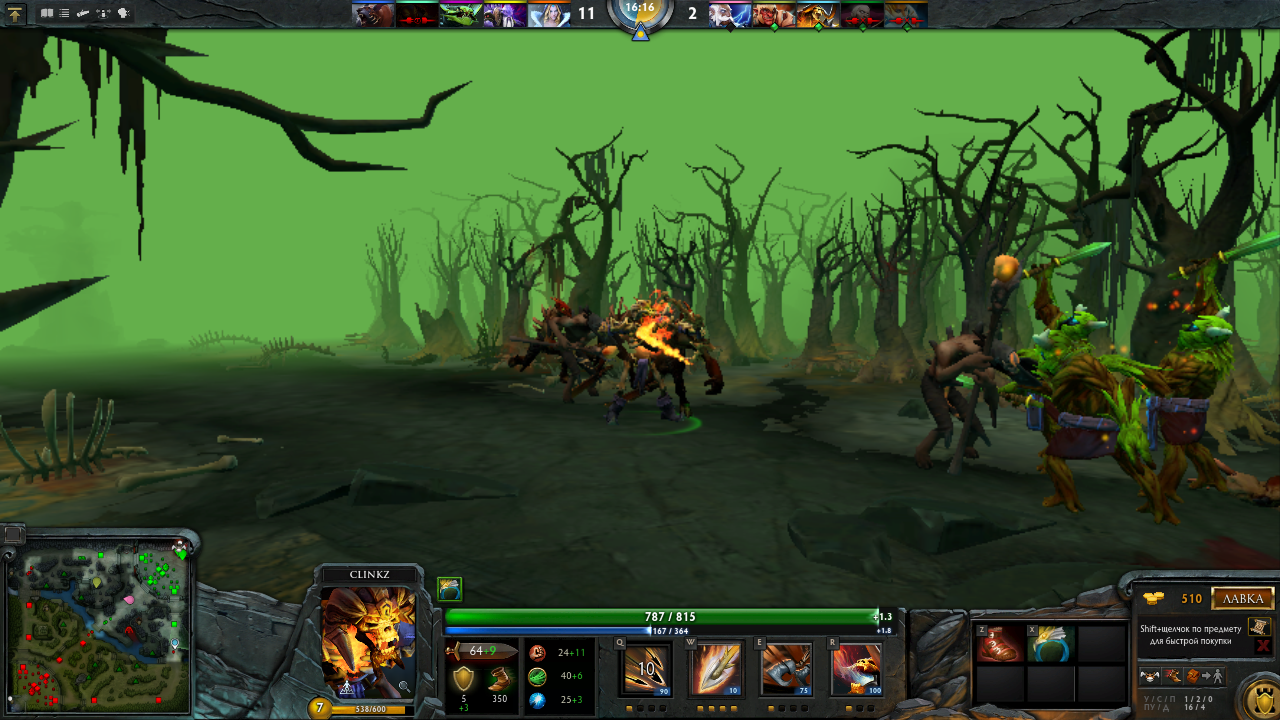 11
16:16
2
CLINKZ
787 / 815
+1.3
167 / 364
+1.8
510
ЛАВКА
Shift+щелчок по предмету
для быстрой покупки
64+9
5
+3
350
24+11
40+6
25+3
Q
10
90
W
10
E
75
R
100
Z
X
7
538/600
У / С / П 1 / 2 / 0
ПУ / Д 16 / 4